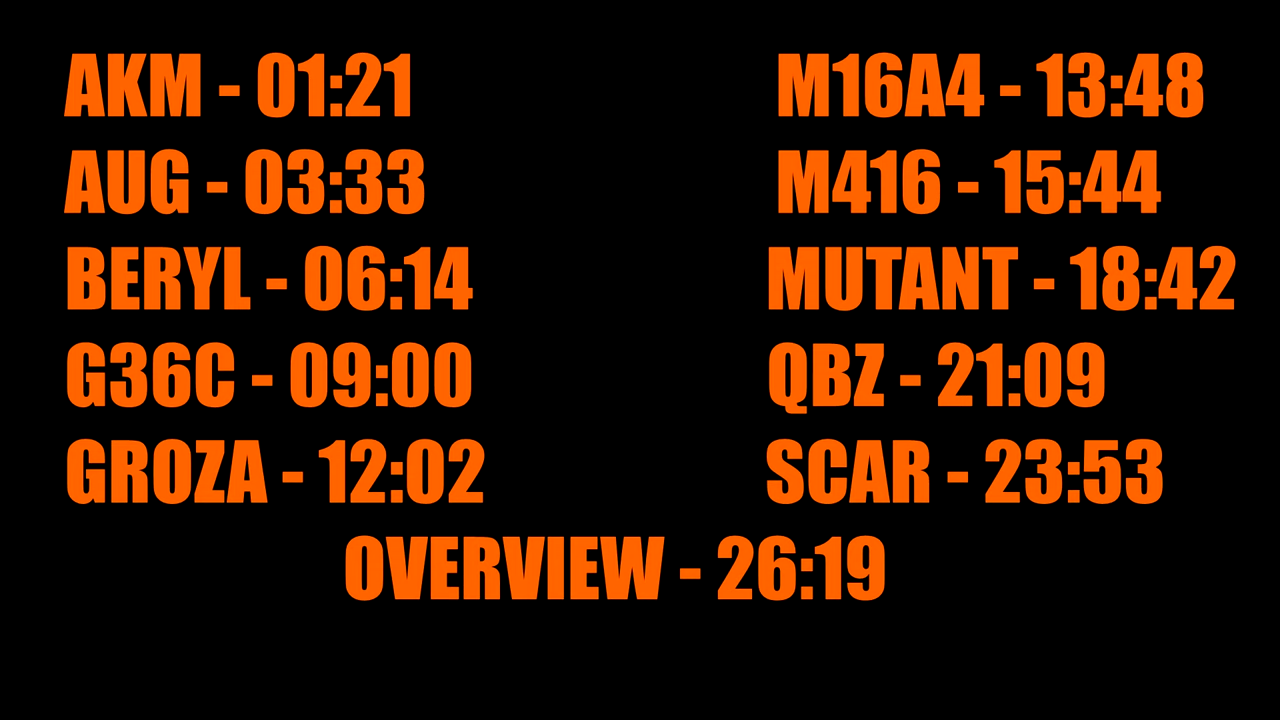 AKM - 01:21
AUG - 03:33
BERYL - 06:14
G36C - 09:00
GROZA - 12:02
M16A4 - 13:48
M416 - 15:44
MUTANT - 18:42
QBZ - 21:09
SCAR - 23:53
OVERVIEW - 26:19